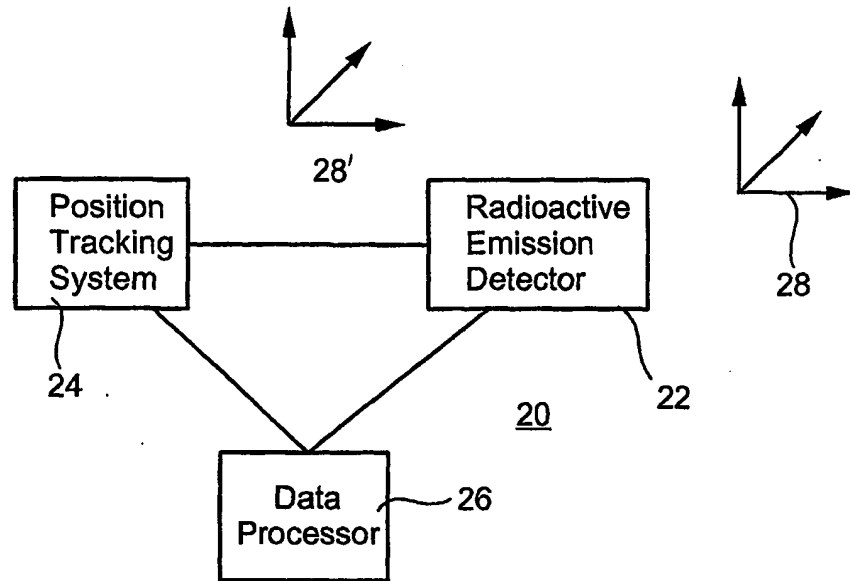 28'
Position
Tracking
System
Radioactive
Emission
Detector
28
24
22
20
Data
Processor
26